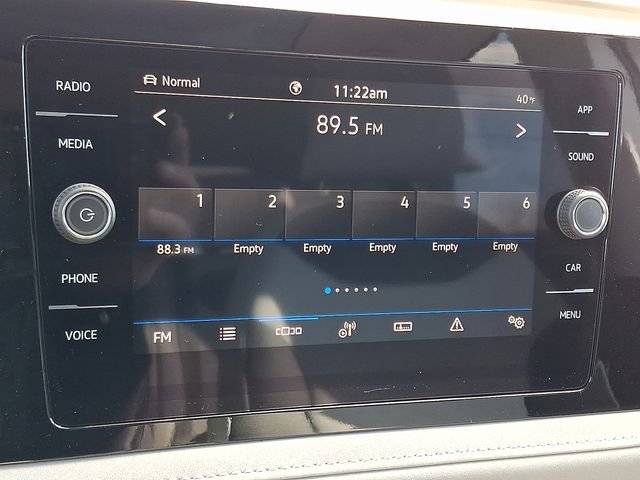 RADIO
MEDIA
PHONE
VOICE
Normal
11:22am
40°F
89.5 FM
1 2 3 4 5 6
88.3 FM Empty Empty Empty Empty Empty
FM
APP
SOUND
CAR
MENU